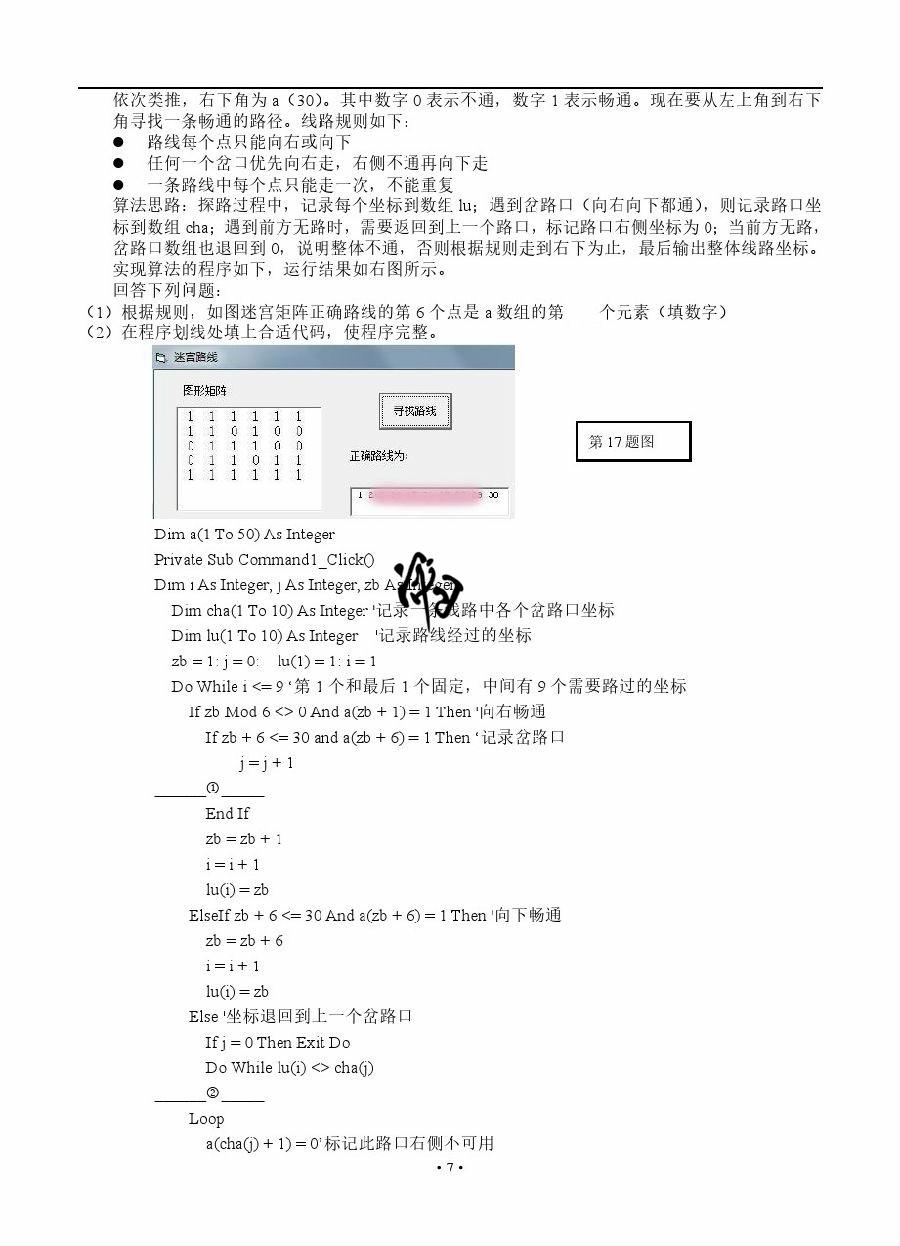 依次类推，右下角为 a（30）。其中数字 0 表示不通，数字 1 表示畅通。现在要从左上角到右下
角寻找一条畅通的路径。线路规则如下：
● 路线每个点只能向右或向下
● 任何一个岔口优先向右走，右侧不通再向下走
● 一条路线中每个点只能走一次，不能重复
算法思路：探路过程中，记录每个坐标到数组 lu；遇到岔路口（向右向下都通），则记录路口坐
标到数组 cha；遇到前方无路时，需要返回到上一个路口，标记路口右侧坐标为 0；当前方无路，
岔路口数组也退回到 0，说明整体不通，否则根据规则走到右下为止，最后输出整体线路坐标。
实现算法的程序如下，运行结果如右图所示。
回答下列问题：
（1）根据规则，如图迷宫矩阵正确路线的第 6 个点是 a 数组的第 个元素（填数字）
（2）在程序划线处填上合适代码，使程序完整。
迷宫路线
图形矩阵
1 1 1 1 1 1
1 1 0 1 0 0
0 1 1 1 0 0
0 1 1 0 1 1
1 1 1 1 1 1
寻找路线
正确路线为:
1 2 30
第 17 题图
Dim a(1 To 50) As Integer
Private Sub Command1_Click()
Dim i As Integer, j As Integer, zb As Integer
Dim cha(1 To 10) As Integer '记录一条线路中各个岔路口坐标
Dim lu(1 To 10) As Integer '记录路线经过的坐标
zb = 1: j = 0: lu(1) = 1: i = 1
Do While i <= 9 ‘第 1 个和最后 1 个固定，中间有 9 个需要路过的坐标
If zb Mod 6 <> 0 And a(zb + 1) = 1 Then '向右畅通
If zb + 6 <= 30 and a(zb + 6) = 1 Then ‘记录岔路口
j = j + 1
______①_____
End If
zb = zb + 1
i = i + 1
lu(i) = zb
ElseIf zb + 6 <= 30 And a(zb + 6) = 1 Then '向下畅通
zb = zb + 6
i = i + 1
lu(i) = zb
Else '坐标退回到上一个岔路口
If j = 0 Then Exit Do
Do While lu(i) <> cha(j)
______②_____
Loop
a(cha(j) + 1) = 0’标记此路口右侧不可用
• 7 •